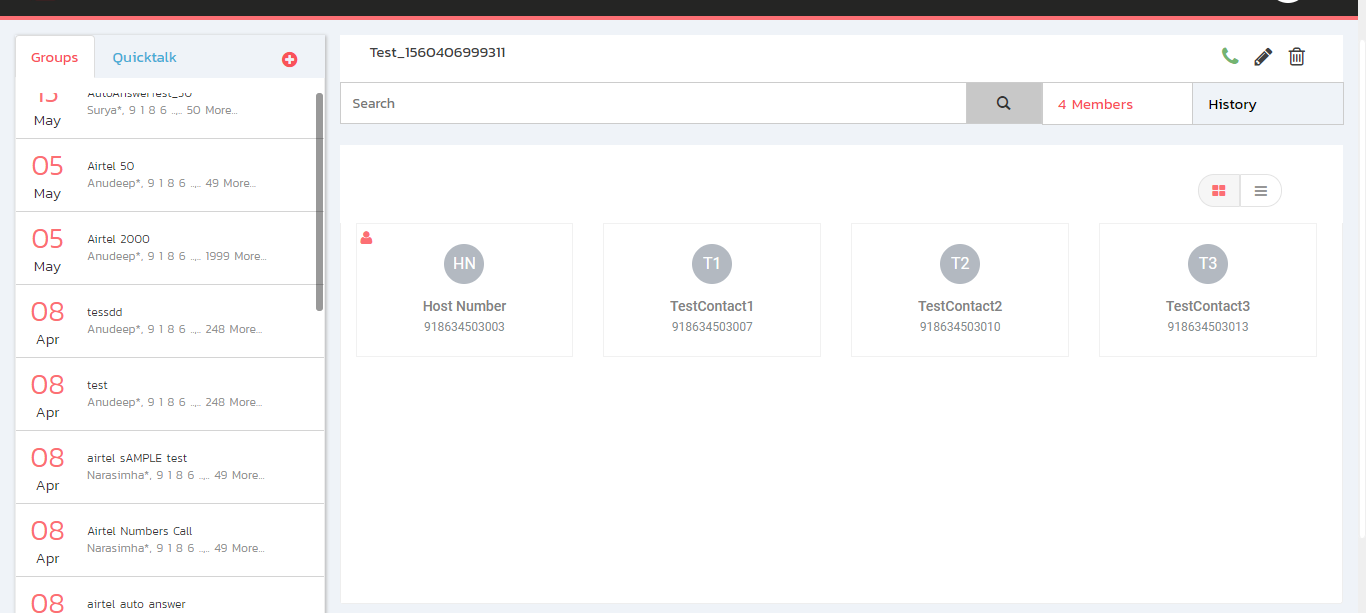 Groups
Quicktalk
May
Surya*, 9 1 8 6 ..,.. 50 More...
05
May
Airtel 50
Anudeep*, 9 1 8 6 ..,.. 49 More...
05
May
Airtel 2000
Anudeep*, 9 1 8 6 ..,.. 1999 More...
08
Apr
tessdd
Anudeep*, 9 1 8 6 ..,.. 248 More...
08
Apr
test
Anudeep*, 9 1 8 6 ..,.. 248 More...
08
Apr
airtel sAMPLE test
Narasimha*, 9 1 8 6 ..,.. 49 More...
08
Apr
Airtel Numbers Call
Narasimha*, 9 1 8 6 ..,.. 49 More...
08
airtel auto answer
Test_1560406999311
Search
4 Members
History
HN
Host Number
918634503003
T1
TestContact1
918634503007
T2
TestContact2
918634503010
T3
TestContact3
918634503013